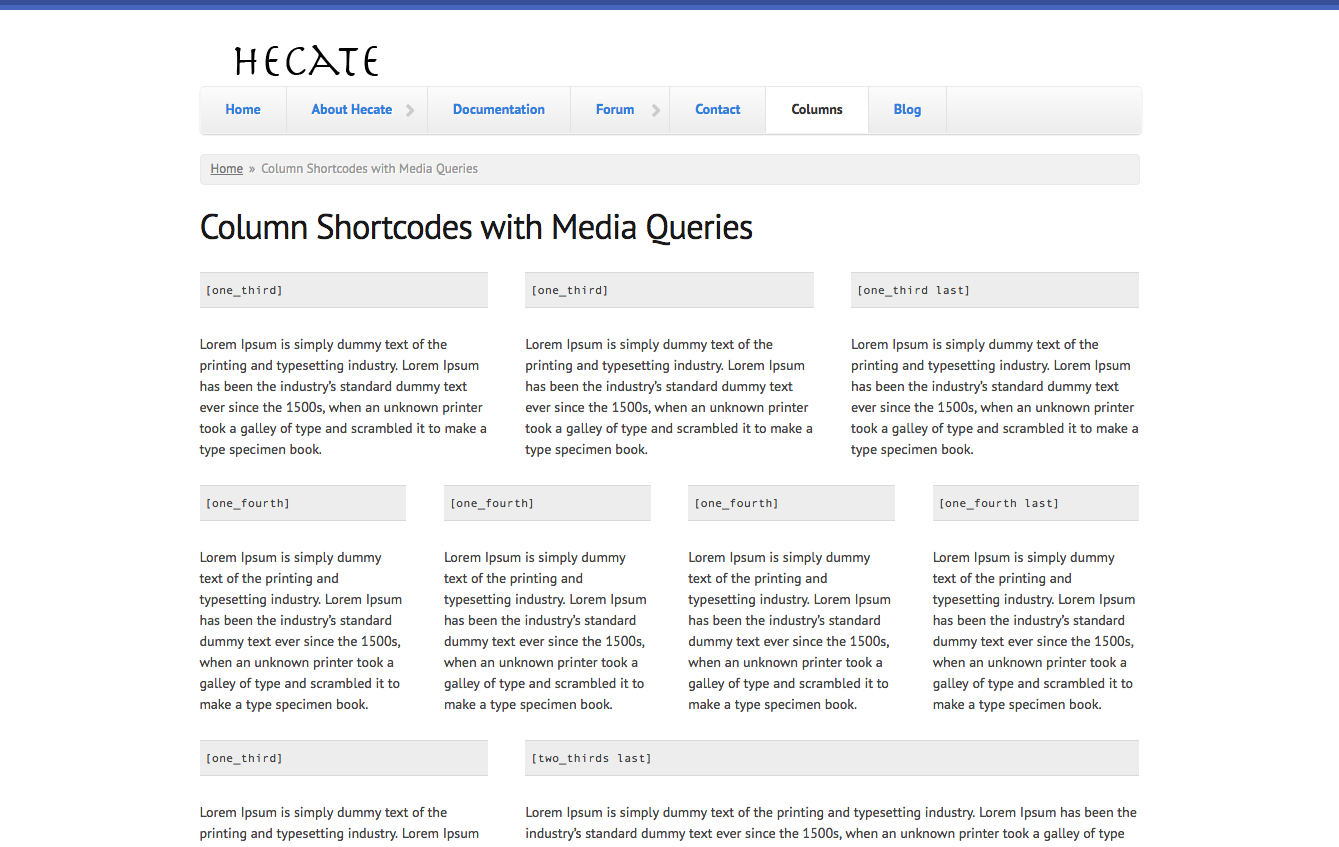 HECATE
Home About Hecate Documentation Forum Contact Columns Blog
Home » Column Shortcodes with Media Queries
Column Shortcodes with Media Queries
[one_third]
Lorem Ipsum is simply dummy text of the
printing and typesetting industry. Lorem Ipsum
has been the industry’s standard dummy text
ever since the 1500s, when an unknown printer
took a galley of type and scrambled it to make a
type specimen book.
[one_third]
Lorem Ipsum is simply dummy text of the
printing and typesetting industry. Lorem Ipsum
has been the industry’s standard dummy text
ever since the 1500s, when an unknown printer
took a galley of type and scrambled it to make a
type specimen book.
[one_third last]
Lorem Ipsum is simply dummy text of the
printing and typesetting industry. Lorem Ipsum
has been the industry’s standard dummy text
ever since the 1500s, when an unknown printer
took a galley of type and scrambled it to make a
type specimen book.
[one_fourth]
Lorem Ipsum is simply dummy
text of the printing and
typesetting industry. Lorem Ipsum
has been the industry’s standard
dummy text ever since the 1500s,
when an unknown printer took a
galley of type and scrambled it to
make a type specimen book.
[one_fourth]
Lorem Ipsum is simply dummy
text of the printing and
typesetting industry. Lorem Ipsum
has been the industry’s standard
dummy text ever since the 1500s,
when an unknown printer took a
galley of type and scrambled it to
make a type specimen book.
[one_fourth]
Lorem Ipsum is simply dummy
text of the printing and
typesetting industry. Lorem Ipsum
has been the industry’s standard
dummy text ever since the 1500s,
when an unknown printer took a
galley of type and scrambled it to
make a type specimen book.
[one_fourth last]
Lorem Ipsum is simply dummy
text of the printing and
typesetting industry. Lorem Ipsum
has been the industry’s standard
dummy text ever since the 1500s,
when an unknown printer took a
galley of type and scrambled it to
make a type specimen book.
[one_third]
Lorem Ipsum is simply dummy text of the
printing and typesetting industry. Lorem Ipsum
[two_thirds last]
Lorem Ipsum is simply dummy text of the printing and typesetting industry. Lorem Ipsum has been the
industry’s standard dummy text ever since the 1500s, when an unknown printer took a galley of type